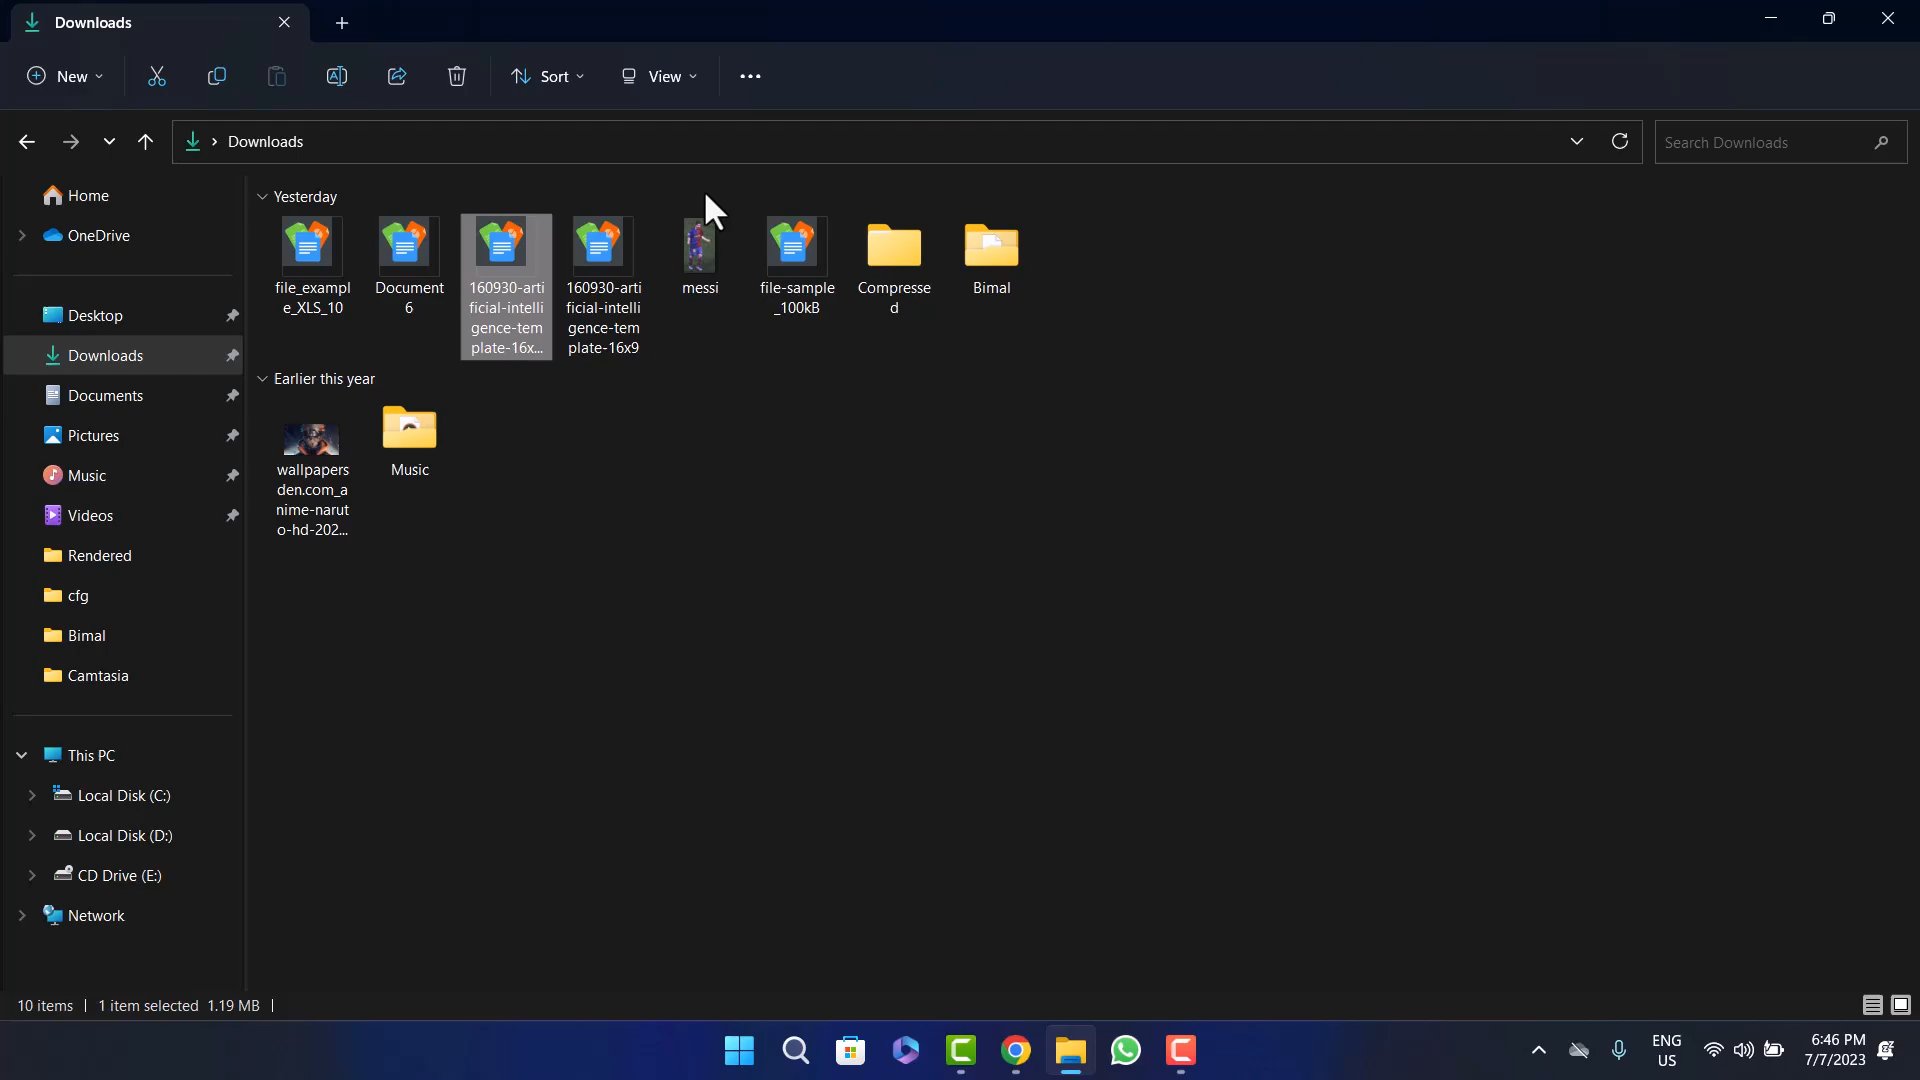 Downloads
New
Sort
View
Downloads
Search Downloads
Home
OneDrive
Desktop
Downloads
Documents
Pictures
Music
Videos
Rendered
cfg
Bimal
Camtasia
This PC
Local Disk (C:)
Local Disk (D:)
CD Drive (E:)
Network
Yesterday
file_exampl
e_XLS_10
Document
6
160930-arti
ficial-intelli
gence-tem
plate-16x...
160930-arti
ficial-intelli
gence-tem
plate-16x9
messi
file-sample
_100kB
Compresse
d
Bimal
Earlier this year
wallpapers
den.com_a
nime-narut
o-hd-202...
Music
10 items
1 item selected 1.19 MB
ENG
US
6:46 PM
7/7/2023